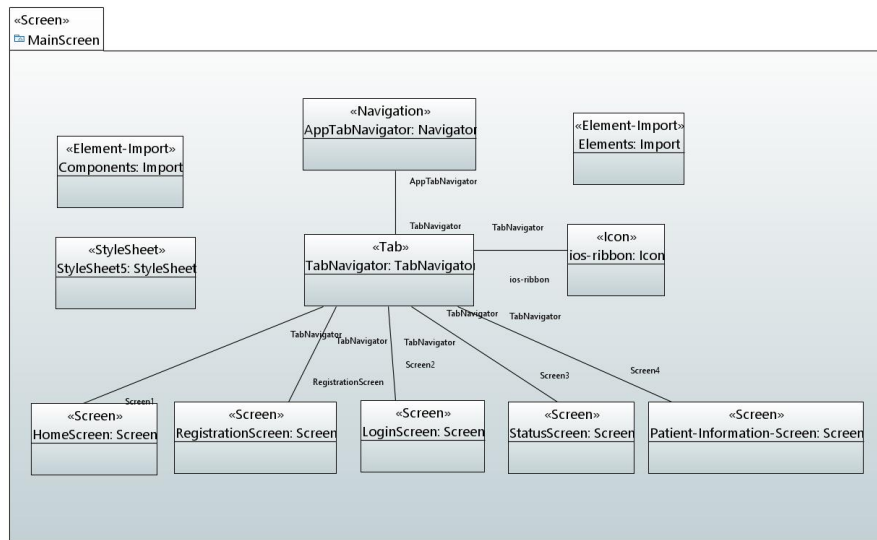 «Screen»
MainScreen
«Navigation»
AppTabNavigator: Navigator
«Element-Import»
Elements: Import
«Element-Import»
Components: Import
AppTabNavigator
TabNavigator
TabNavigator
«StyleSheet»
StyleSheet5: StyleSheet
«Tab»
TabNavigator: TabNavigator
«Icon»
ios-ribbon: Icon
ios-ribbon
TabNavigator
TabNavigator
TabNavigator
TabNavigator
TabNavigator
Screen1
RegistrationScreen
Screen2
Screen3
Screen4
«Screen»
HomeScreen: Screen
«Screen»
RegistrationScreen: Screen
«Screen»
LoginScreen: Screen
«Screen»
StatusScreen: Screen
«Screen»
Patient-Information-Screen: Screen